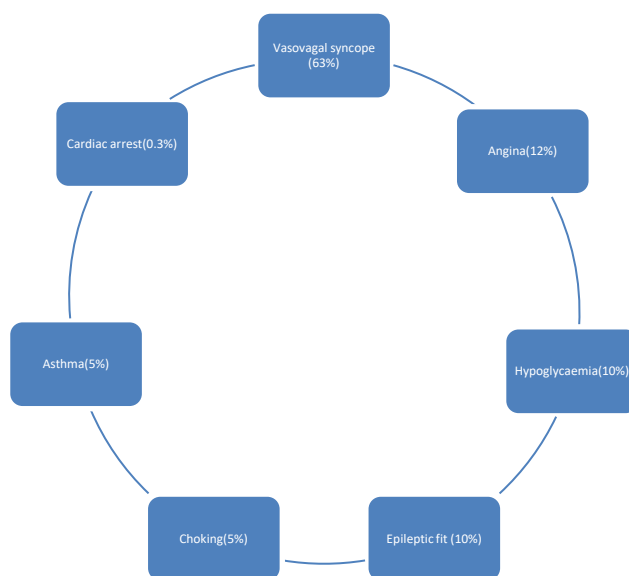 Vasovagal syncope
(63%)
Angina(12%)
Hypoglycaemia(10%)
Epileptic fit (10%)
Choking(5%)
Asthma(5%)
Cardiac arrest(0.3%)